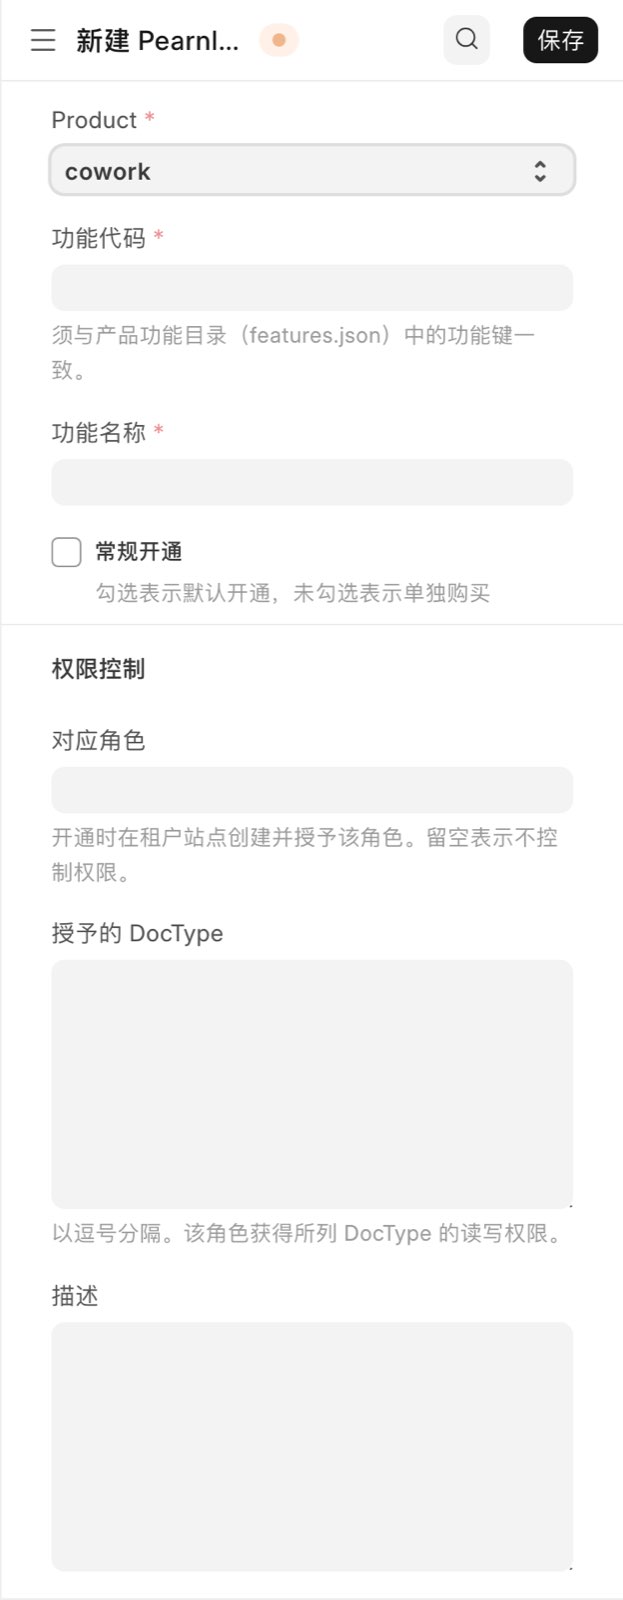 新建 Pearnl...
保存
Product *
cowork
功能代码 *
须与产品功能目录（features.json）中的功能键一
致。
功能名称 *
常规开通
勾选表示默认开通，未勾选表示单独购买
权限控制
对应角色
开通时在租户站点创建并授予该角色。留空表示不控
制权限。
授予的 DocType
以逗号分隔。该角色获得所列 DocType 的读写权限。
描述